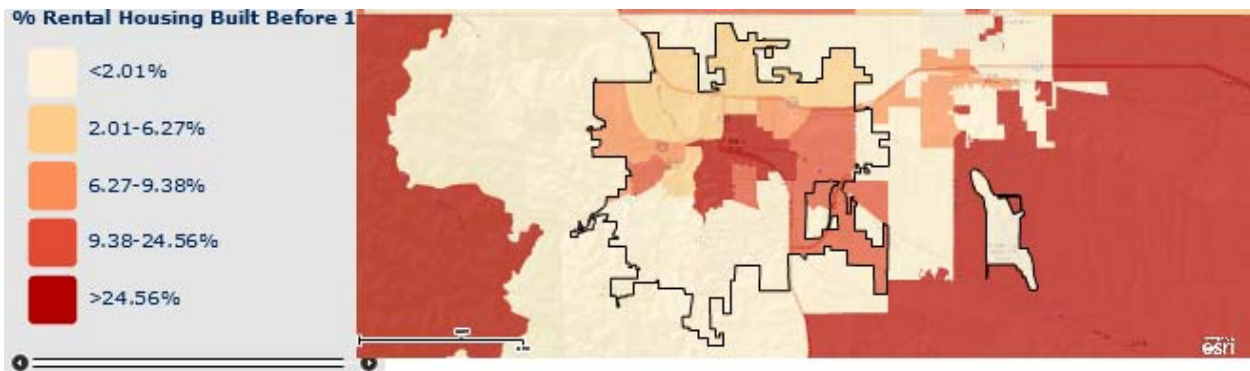 % Rental Housing Built Before 1
<2.01%
2.01-6.27%
6.27-9.38%
9.38-24.56%
>24.56%
esri